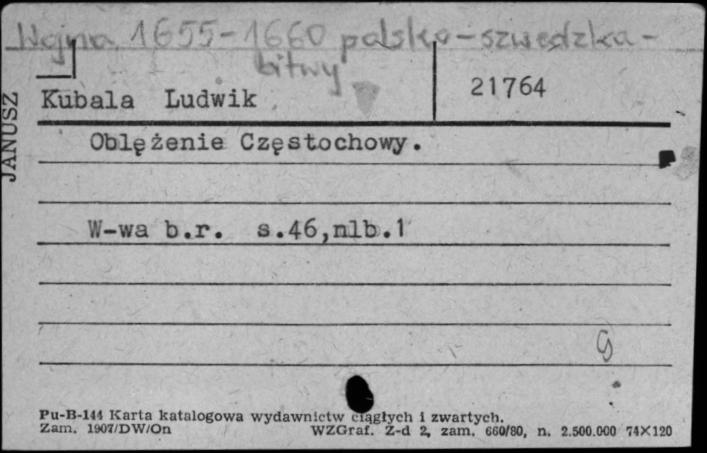 Wojna 1655-1660 polsko-szwedzka-
bitwy
JANUSZ
Kubala Ludwik
21764
Oblężenie Częstochowy.
W-wa b.r. s.46,nlb.1
Pu-B-144 Karta katalogowa wydawnictw ciągłych i zwartych.
Zam. 1907/DW/On WZGraf. Z-d 2, zam. 660/80, n. 2.500.000 74×120